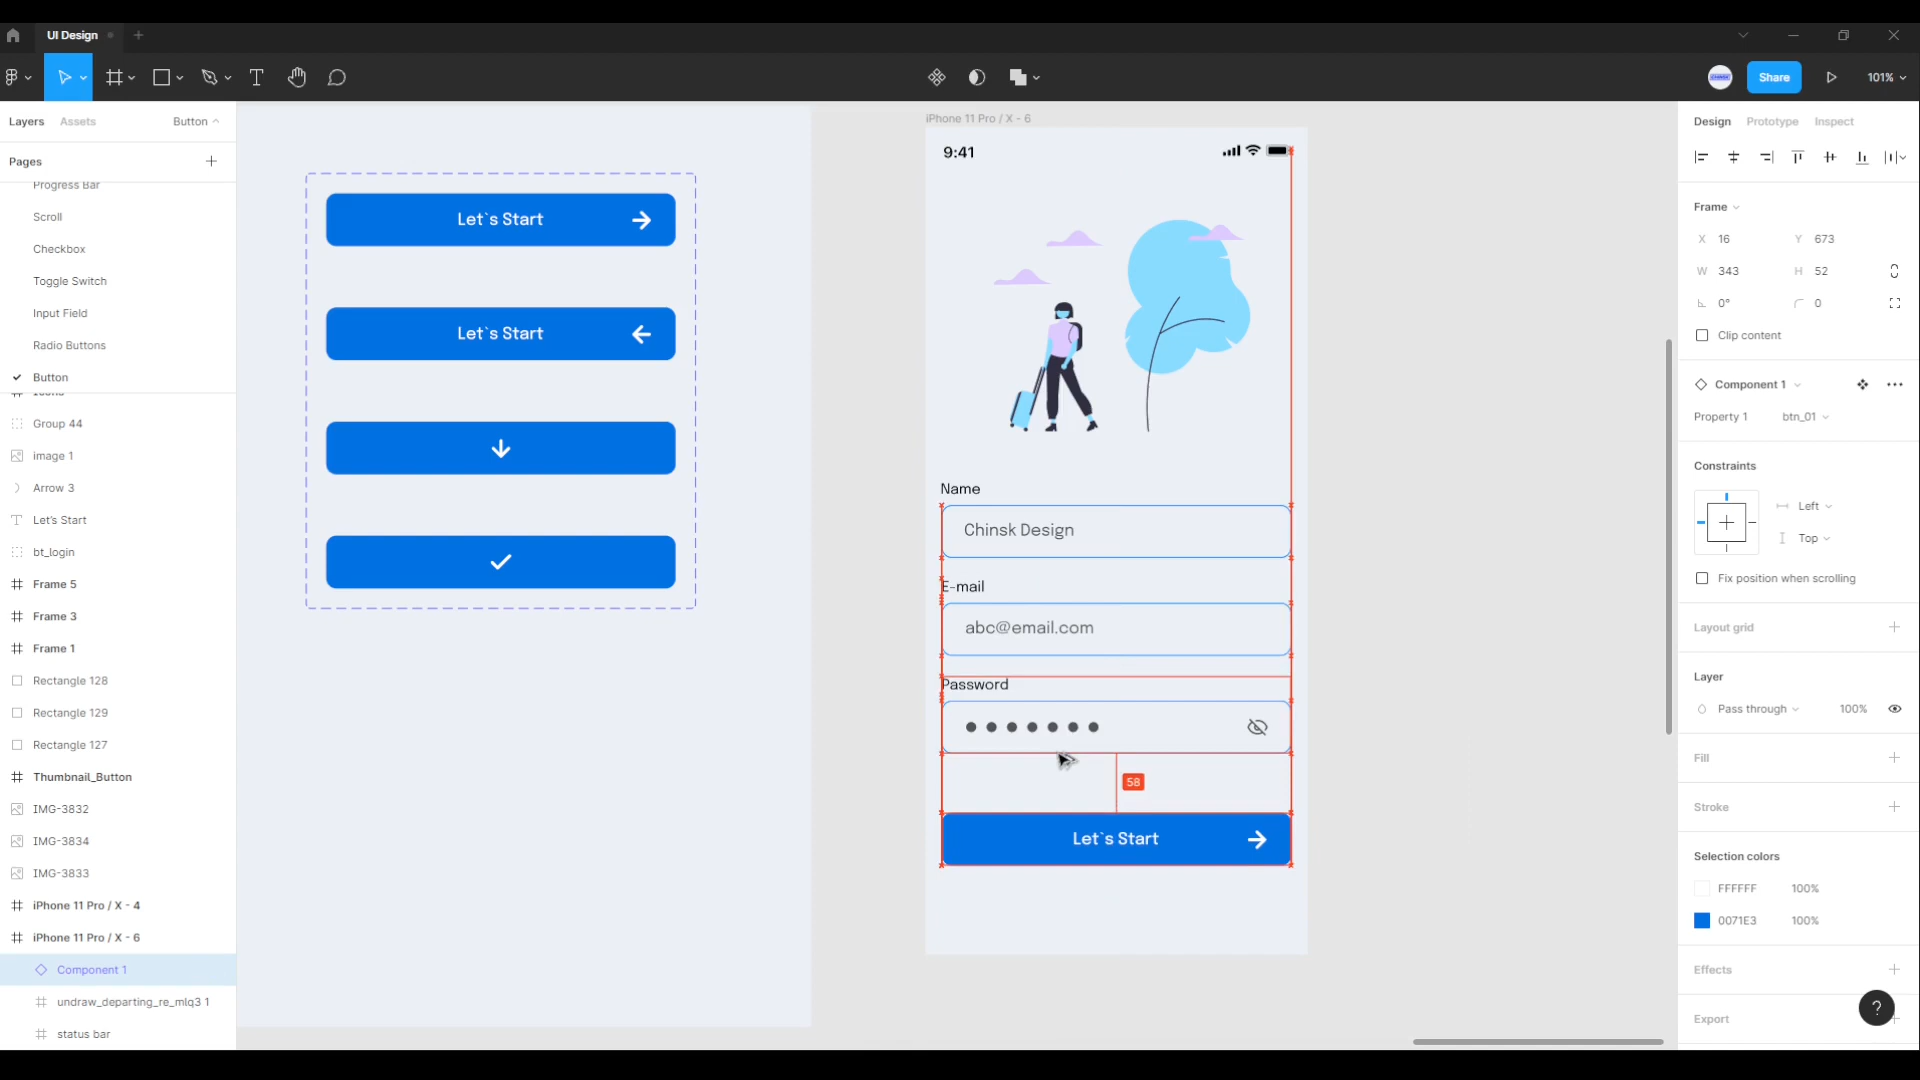 UI Design
Share
101%
Layers
Assets
Button
Pages
Progress Bar
Scroll
Checkbox
Toggle Switch
Input Field
Radio Buttons
Button
Icons
Group 44
image 1
Arrow 3
Let's Start
bt_login
Frame 5
Frame 3
Frame 1
Rectangle 128
Rectangle 129
Rectangle 127
Thumbnail_Button
IMG-3832
IMG-3834
IMG-3833
iPhone 11 Pro / X - 4
iPhone 11 Pro / X - 6
Component 1
undraw_departing_re_mlq3 1
status bar
Let`s Start
Let`s Start
iPhone 11 Pro / X - 6
9:41
Name
Chinsk Design
E-mail
abc@email.com
Password
58
Let`s Start
Design
Prototype
Inspect
Frame
X 16
Y 673
W 343
H 52
0°
0
Clip content
Component 1
Property 1
btn_01
Constraints
Left
Top
Fix position when scrolling
Layout grid
Layer
Pass through
100%
Fill
Stroke
Selection colors
FFFFFF 100%
0071E3 100%
Effects
Export
?